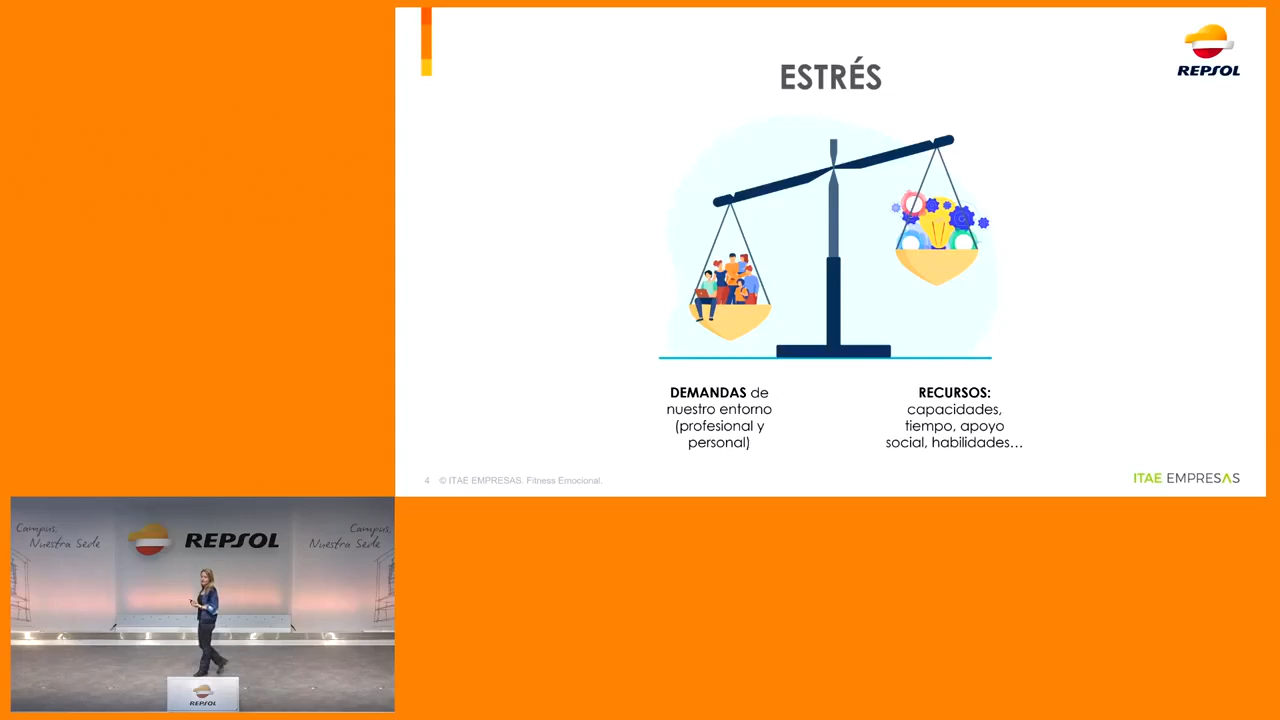 REPSOL
ESTRÉS
DEMANDAS de
nuestro entorno
(profesional y
personal)
RECURSOS:
capacidades,
tiempo, apoyo
social, habilidades…
4 © ITAE EMPRESAS. Fitness Emocional.
ITAE EMPRESAS
Campus,
Nuestra Sede
REPSOL
Campus,
Nuestra Sede
REPSOL